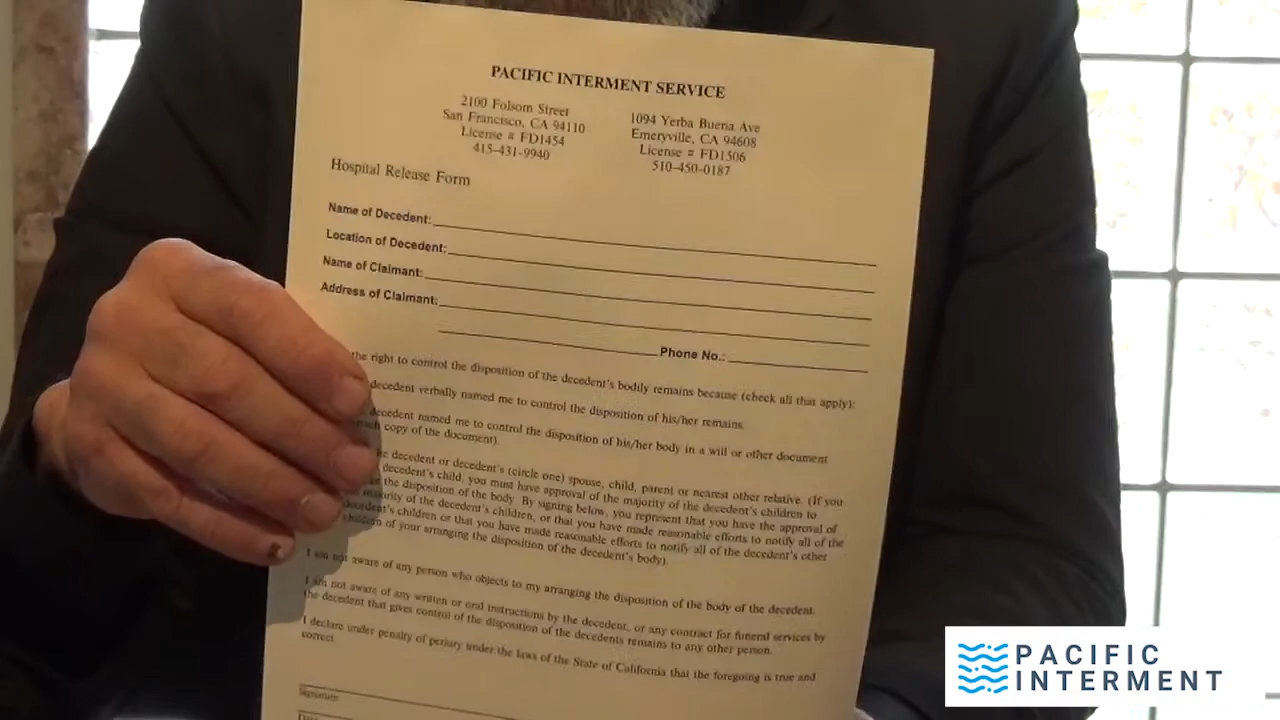 PACIFIC INTERMENT SERVICE
2100 Folsom Street
San Francisco, CA 94110
License # FD1454
415-431-9940
1094 Yerba Buena Ave
Emeryville, CA 94608
License # FD1506
510-450-0187
Hospital Release Form
Name of Decedent:
Location of Decedent:
Name of Claimant:
Address of Claimant:
Phone No.:
the right to control the disposition of the decedent's bodily remains because (check all that apply):
decedent verbally named me to control the disposition of his/her remains.
decedent named me to control the disposition of his/her body in a will or other document
copy of the document).
the decedent or decedent's (circle one) spouse, child, parent or nearest other relative. (If you
decedent's child, you must have approval of the majority of the decedent's children to
the disposition of the body. By signing below, you represent that you have the approval of
majority of the decedent's children, or that you have made reasonable efforts to notify all of the
decedent's children or that you have made reasonable efforts to notify all of the decedent's other
children of your arranging the disposition of the decedent's body).
I am not aware of any person who objects to my arranging the disposition of the body of the decedent.
I am not aware of any written or oral instructions by the decedent, or any contract for funeral services by
the decedent that gives control of the disposition of the decedents remains to any other person.
I declare under penalty of perjury under the laws of the State of California that the foregoing is true and
correct.
Signature
PACIFIC
INTERMENT